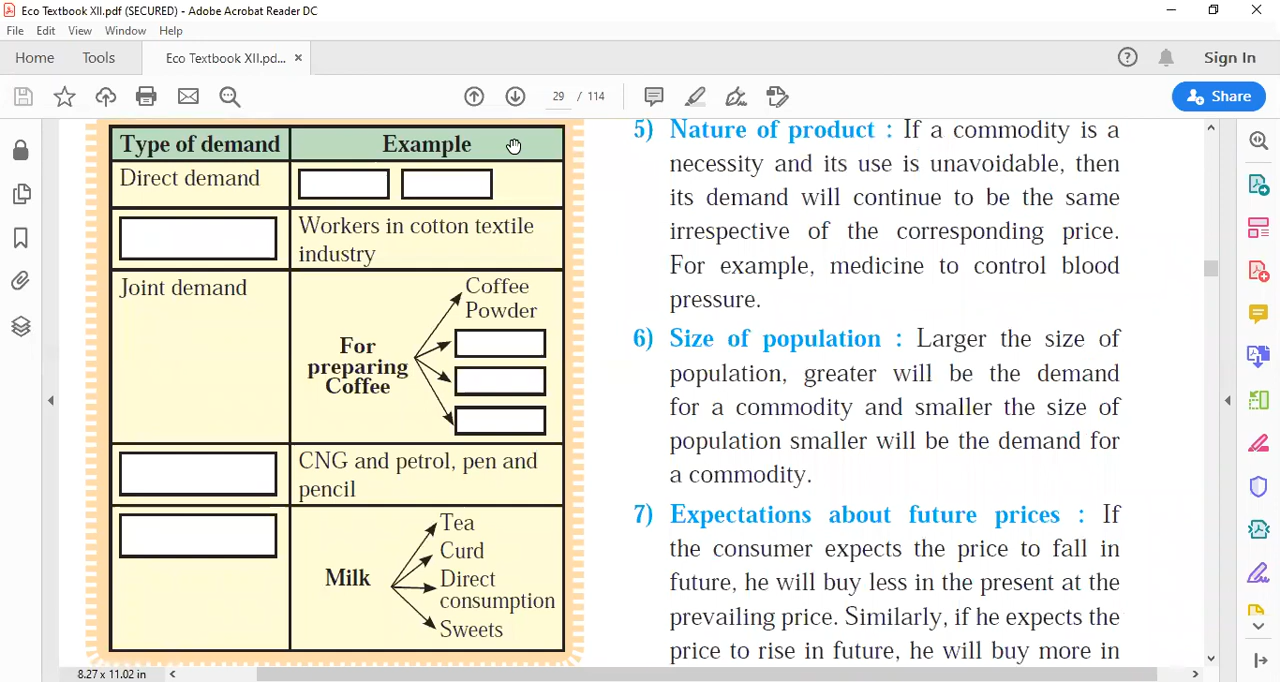 Eco Textbook XII.pdf (SECURED) - Adobe Acrobat Reader DC
File Edit View Window Help
Home Tools Eco Textbook XII.pd... × Sign In
29 / 114 Share
Type of demand Example
Direct demand
Workers in cotton textile
industry
Joint demand
For
preparing
Coffee
Coffee
Powder
CNG and petrol, pen and
pencil
Milk
Tea
Curd
Direct
consumption
Sweets
5) Nature of product : If a commodity is a
necessity and its use is unavoidable, then
its demand will continue to be the same
irrespective of the corresponding price.
For example, medicine to control blood
pressure.
6) Size of population : Larger the size of
population, greater will be the demand
for a commodity and smaller the size of
population smaller will be the demand for
a commodity.
7) Expectations about future prices : If
the consumer expects the price to fall in
future, he will buy less in the present at the
prevailing price. Similarly, if he expects the
price to rise in future, he will buy more in
8.27 x 11.02 in